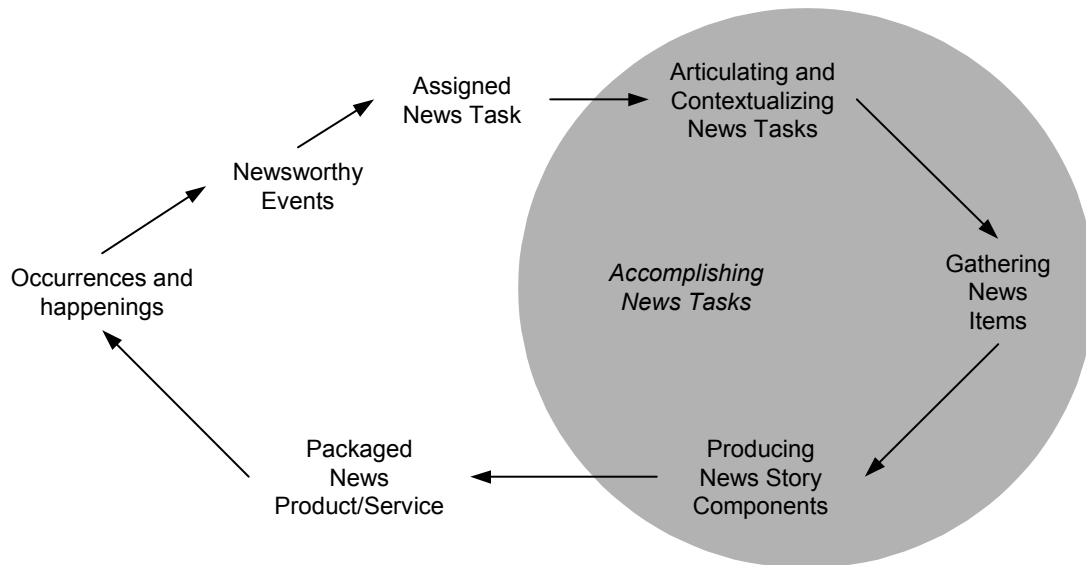 Assigned
News Task
Articulating and
Contextualizing
News Tasks
Newsworthy
Events
Occurrences and
happenings
Accomplishing
News Tasks
Gathering
News
Items
Packaged
News
Product/Service
Producing
News Story
Components